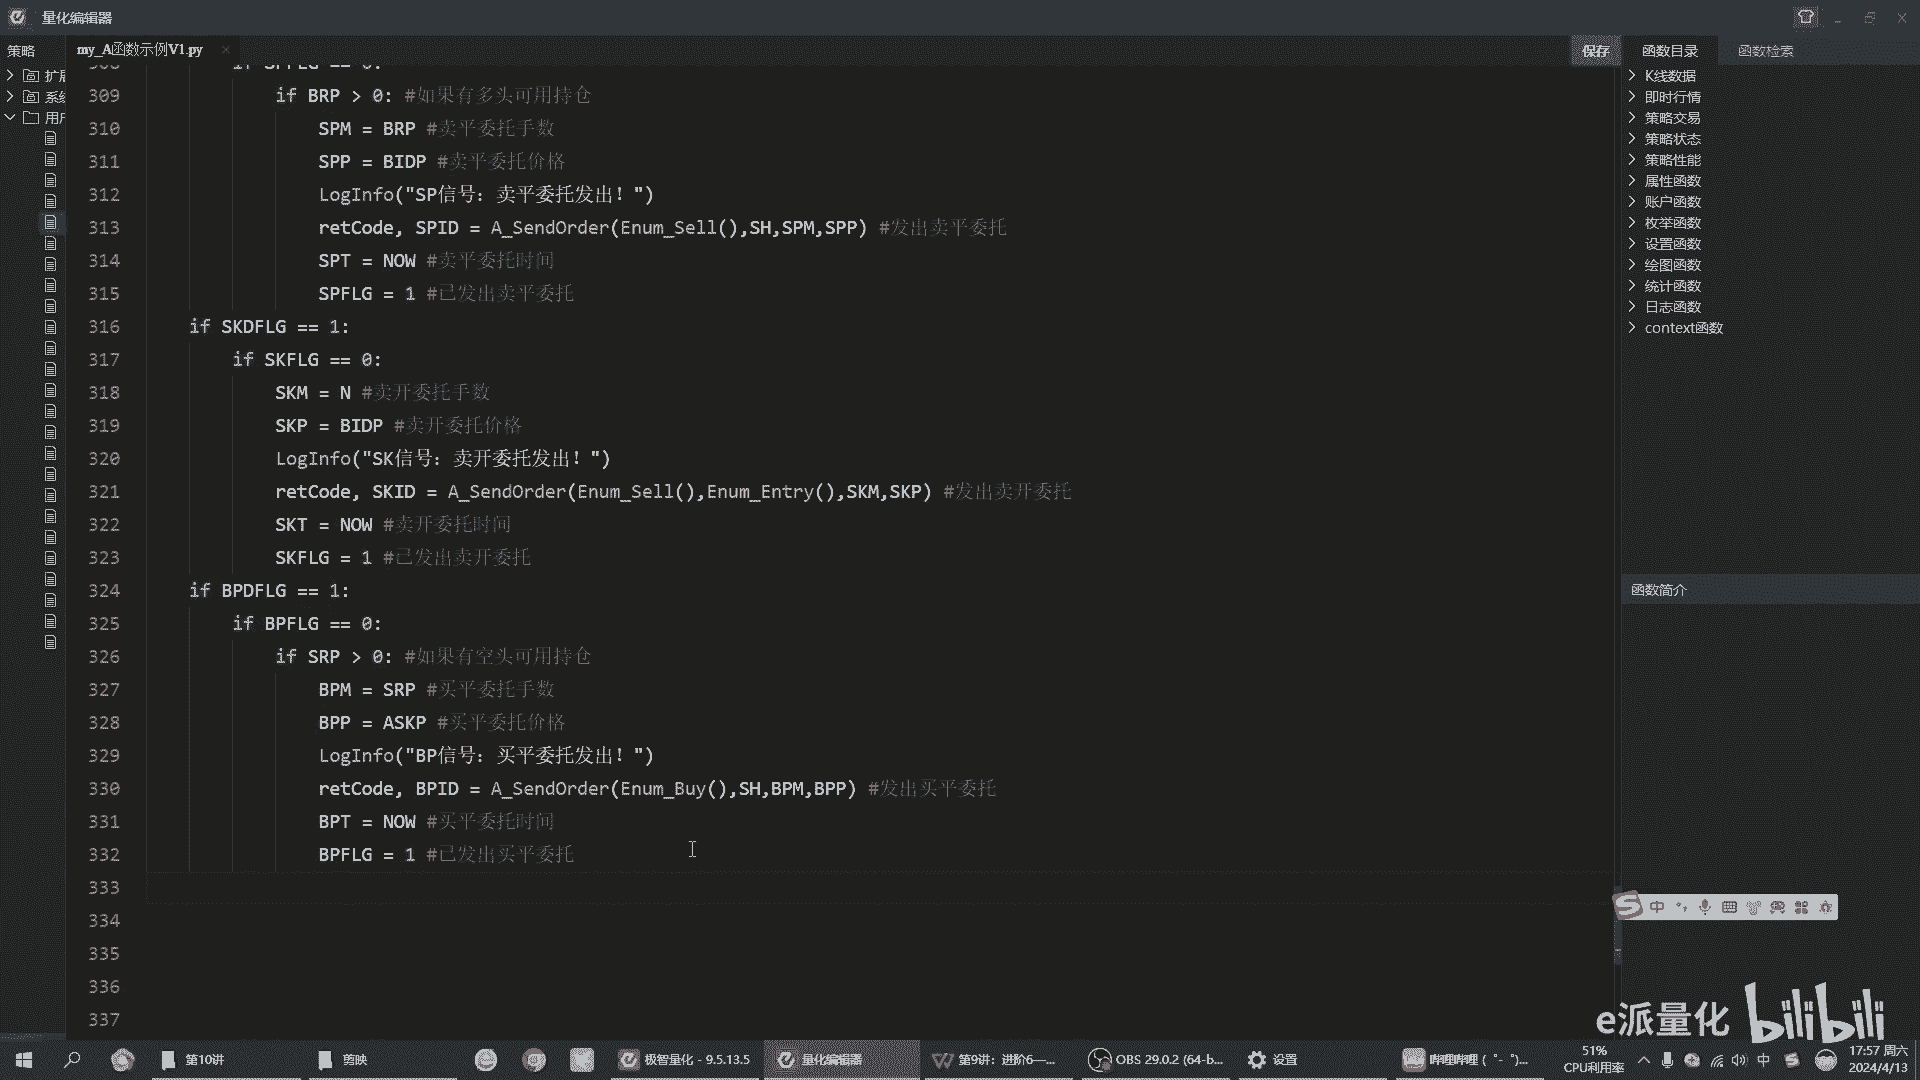 量化编辑器
策略
my_A函数示例V1.py
保存
函数目录
函数检索
扩展
系统
用户
309 if BRP > 0: #如果有多头可用持仓
310 SPM = BRP #卖平委托手数
311 SPP = BIDP #卖平委托价格
312 LogInfo("SP信号：卖平委托发出！")
313 retCode, SPID = A_SendOrder(Enum_Sell(),SH,SPM,SPP) #发出卖平委托
314 SPT = NOW #卖平委托时间
315 SPFLG = 1 #已发出卖平委托
316 if SKDFLG == 1:
317 if SKFLG == 0:
318 SKM = N #卖开委托手数
319 SKP = BIDP #卖开委托价格
320 LogInfo("SK信号：卖开委托发出！")
321 retCode, SKID = A_SendOrder(Enum_Sell(),Enum_Entry(),SKM,SKP) #发出卖开委托
322 SKT = NOW #卖开委托时间
323 SKFLG = 1 #已发出卖开委托
324 if BPDFLG == 1:
325 if BPFLG == 0:
326 if SRP > 0: #如果有空头可用持仓
327 BPM = SRP #买平委托手数
328 BPP = ASKP #买平委托价格
329 LogInfo("BP信号：买平委托发出！")
330 retCode, BPID = A_SendOrder(Enum_Buy(),SH,BPM,BPP) #发出买平委托
331 BPT = NOW #买平委托时间
332 BPFLG = 1 #已发出买平委托
333
334
335
336
337
K线数据
即时行情
策略交易
策略状态
策略性能
属性函数
账户函数
枚举函数
设置函数
绘图函数
统计函数
日志函数
context函数
函数简介
中
e派量化 bilibili
第10讲
剪映
极智量化 - 9.5.13.5
量化编辑器
第9讲：进阶6—...
OBS 29.0.2 (64-b...
设置
哔哩哔哩 ( ゜- ゜)...
51%
CPU利用率
中
17:57 周六
2024/4/13